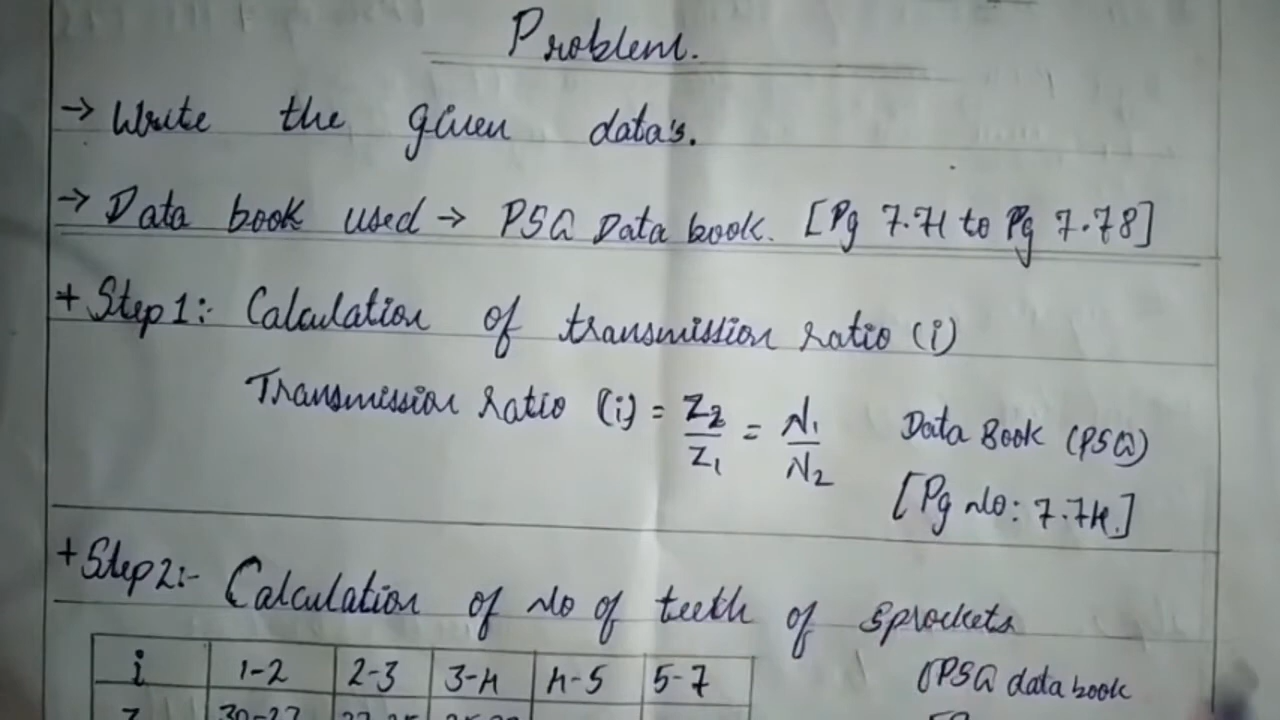 Problem.
→ Write the given data's.
→ Data book used → PSG Data book. [Pg 7.71 to Pg 7.78]
+ Step 1:- Calculation of transmission ratio (i)
Transmission ratio (i) = Z2/Z1 = N1/N2 Data Book (PSG)
[Pg No: 7.74.]
+ Step 2:- Calculation of No of teeth of sprockets
i 1-2 2-3 3-4 4-5 5-7 (PSG data book